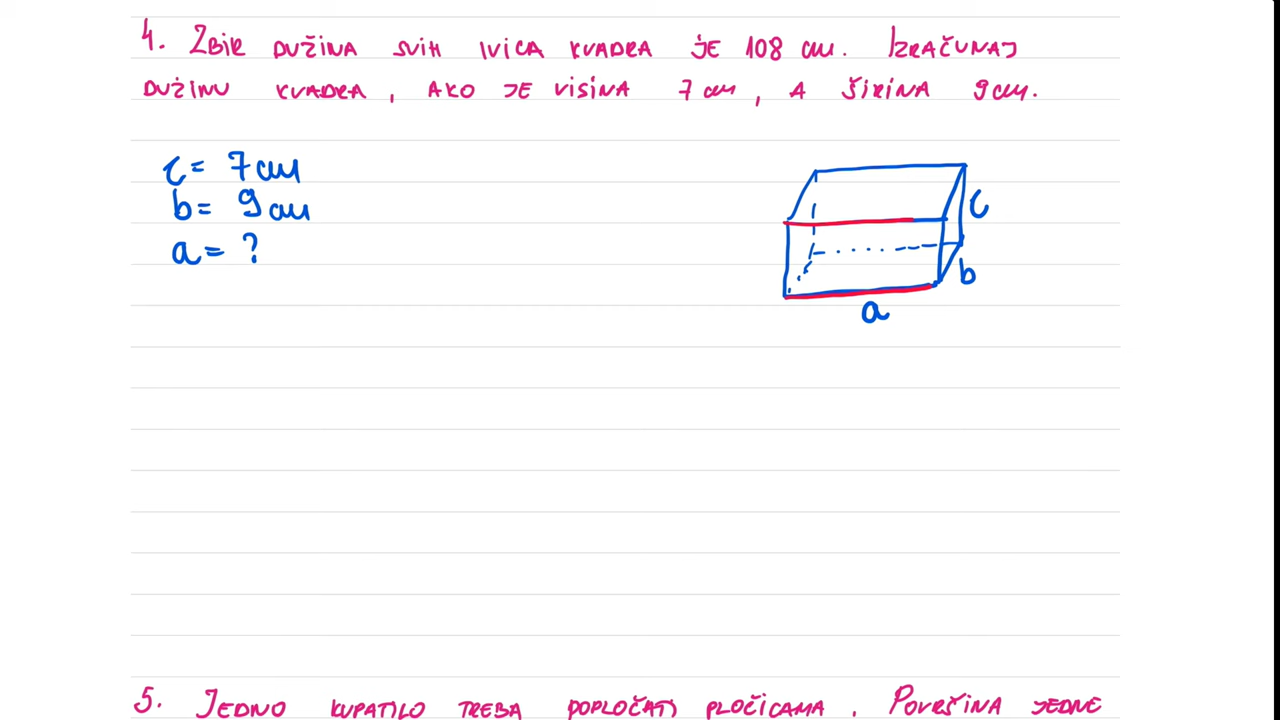 4. ZBIR DUŽINA SVIH IVICA KVADRA JE 108 cm. IZRAČUNAJ
DUŽINU KVADRA, AKO JE VISINA 7 cm, A ŠIRINA 9 cm.
c = 7 cm
b = 9 cm
a = ?
c
b
a
5. JEDNO KUPATILO TREBA POPLOČATI PLOČICAMA. POVRŠINA JEDNE